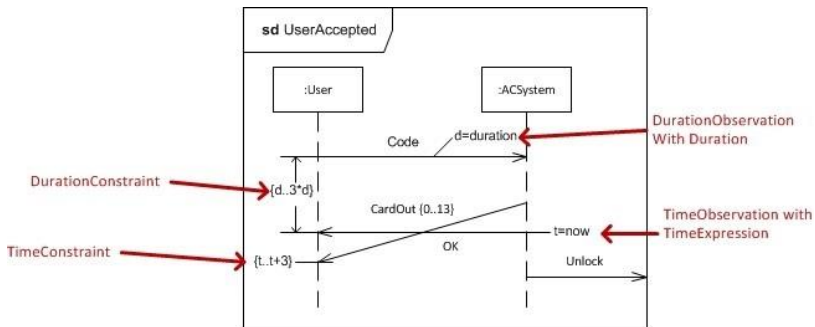 sd UserAccepted
:User
:ACSystem
DurationObservation
With Duration
d=duration
Code
DurationConstraint
{d..3*d}
CardOut {0..13}
TimeObservation with
TimeExpression
t=now
OK
TimeConstraint
{t..t+3}
Unlock